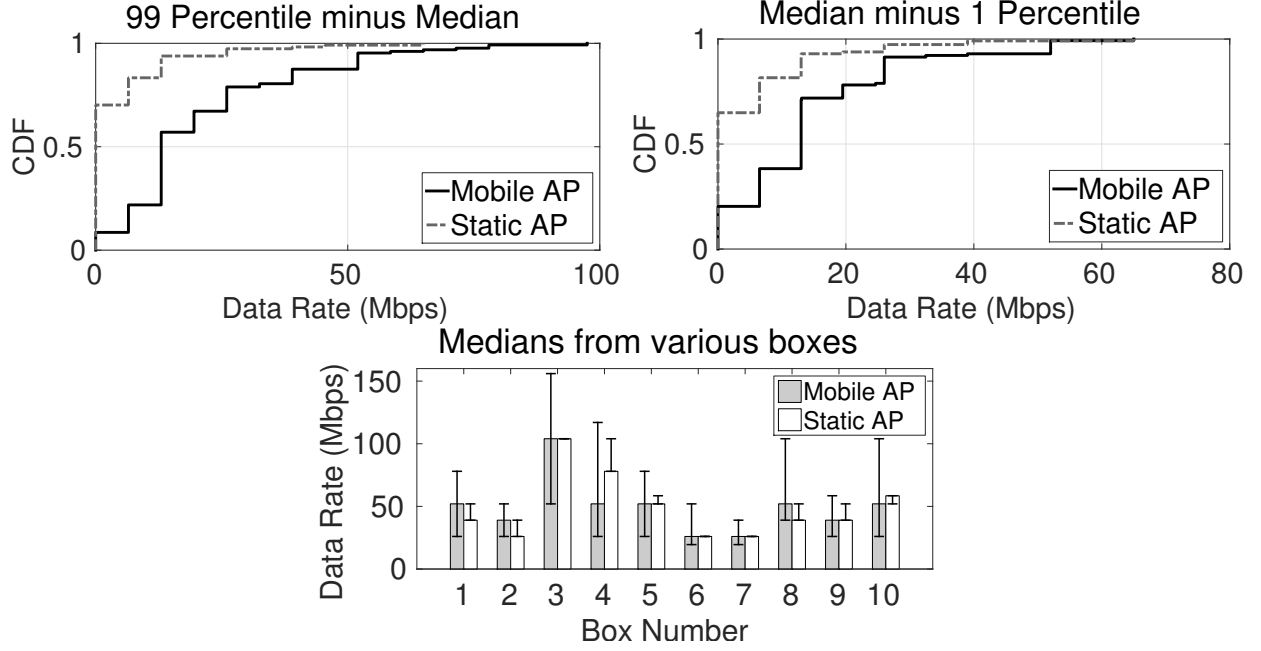 99 Percentile minus Median
CDF
1
0.5
0
0
50
100
Data Rate (Mbps)
Mobile AP
Static AP
Median minus 1 Percentile
CDF
1
0.5
0
0
20
40
60
80
Data Rate (Mbps)
Mobile AP
Static AP
Medians from various boxes
Data Rate (Mbps)
150
100
50
0
1 2 3 4 5 6 7 8 9 10
Box Number
Mobile AP
Static AP